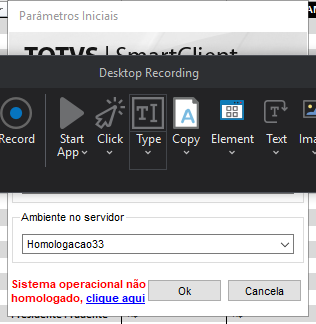 Parâmetros Iniciais
TOTVS | SmartClient
Desktop Recording
Record
Start App
Click
Type
Copy
Element
Text
Ambiente no servidor
Homologacao33
Sistema operacional não
homologado, clique aqui
Ok
Cancela
Presidente Prudente